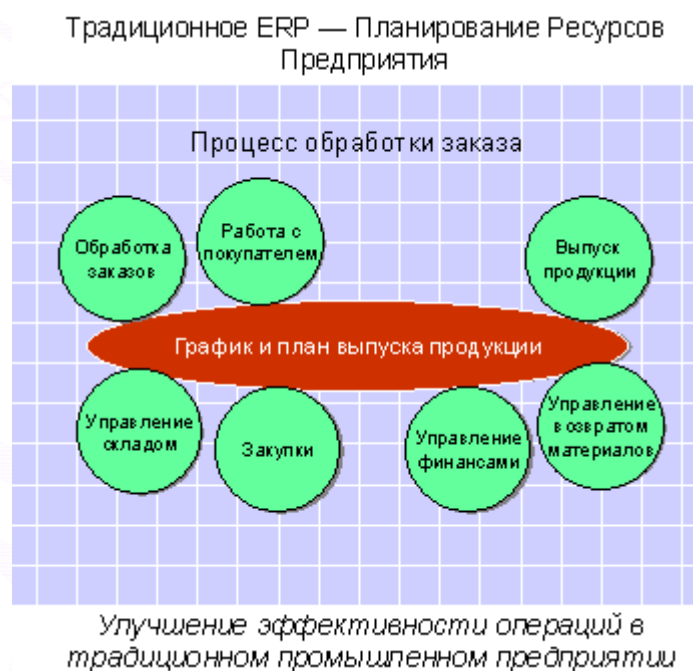 Традиционное ERP — Планирование Ресурсов
Предприятия
Процесс обработки заказа
Обработка
заказов
Работа с
покупателем
Выпуск
продукции
График и план выпуска продукции
Управление
складом
Закупки
Управление
финансами
Управление
возвратом
материалов
Улучшение эффективности операций в
традиционном промышленном предприятии